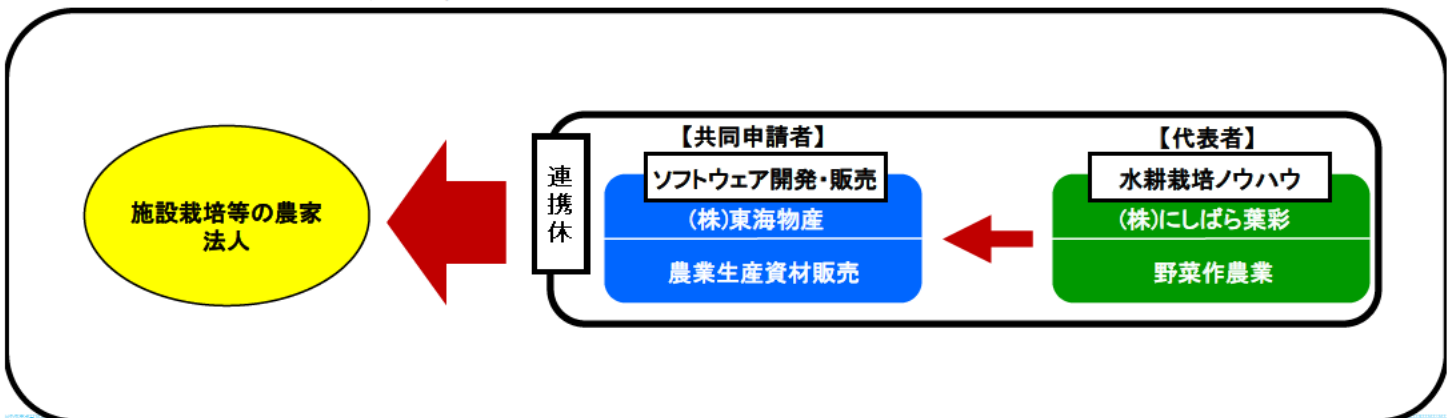 施設栽培等の農家
法人
連携休
【共同申請者】
ソフトウェア開発・販売
(株)東海物産
農業生産資材販売
【代表者】
水耕栽培ノウハウ
(株)にしばら葉彩
野菜作農業